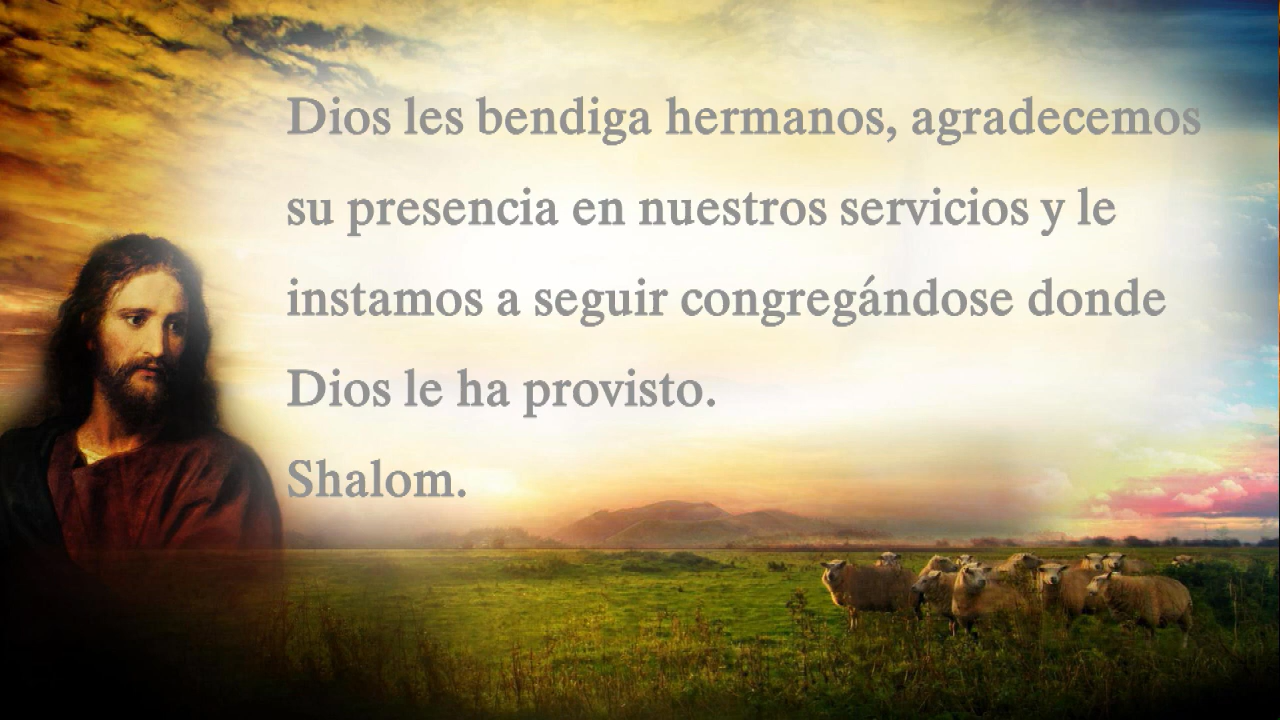 Dios les bendiga hermanos, agradecemos
su presencia en nuestros servicios y le
instamos a seguir congregándose donde
Dios le ha provisto.
Shalom.